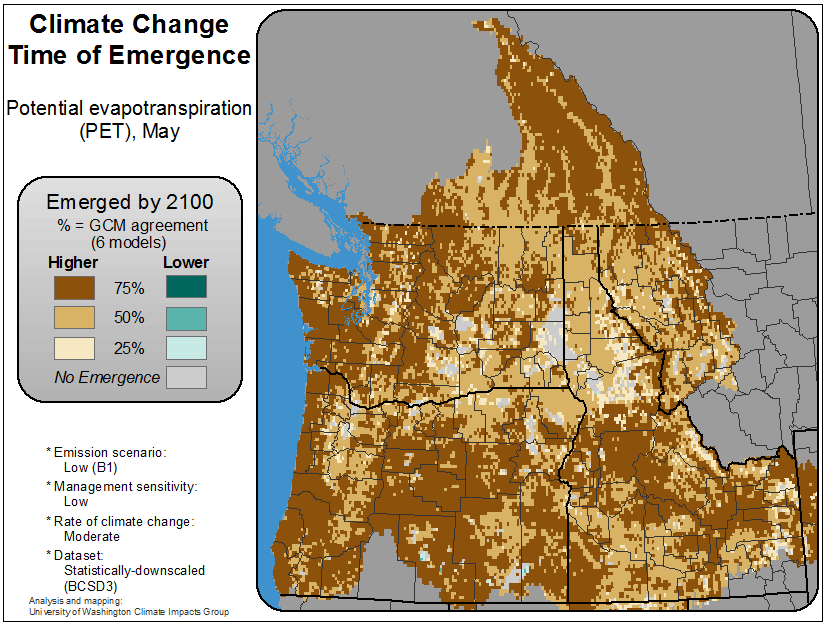 Climate Change
Time of Emergence
Potential evapotranspiration
(PET), May
Emerged by 2100
% = GCM agreement
(6 models)
Higher Lower
75%
50%
25%
No Emergence
* Emission scenario:
Low (B1)
* Management sensitivity:
Low
* Rate of climate change:
Moderate
* Dataset:
Statistically-downscaled
(BCSD3)
Analysis and mapping:
University of Washington Climate Impacts Group